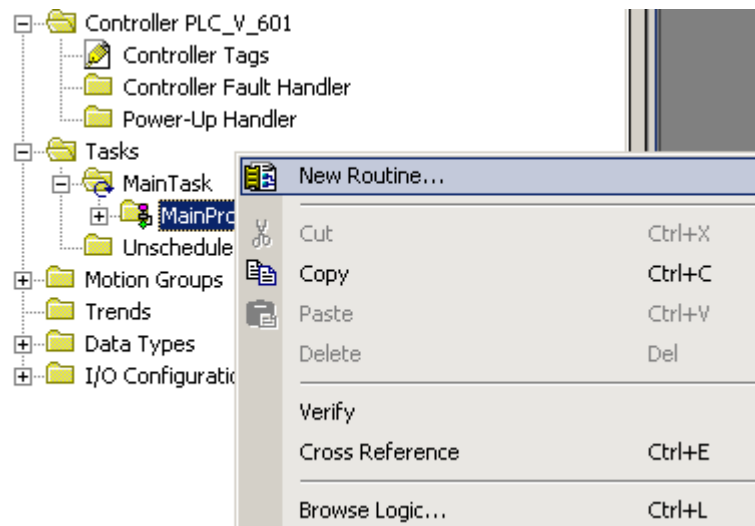 Controller PLC_V_601
Controller Tags
Controller Fault Handler
Power-Up Handler
Tasks
MainTask
Motion Groups
Trends
Data Types
I/O
New Routine...
Cut Ctrl+X
Copy Ctrl+C
Paste Ctrl+V
Delete Del
Verify
Cross Reference Ctrl+E
Browse Logic... Ctrl+L